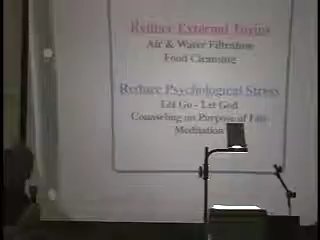 Reduce External Toxins
Air & Water Filtration
Food Cleansing
Reduce Psychological Stress
Let Go - Let God
Counseling on Purpose of
Meditation